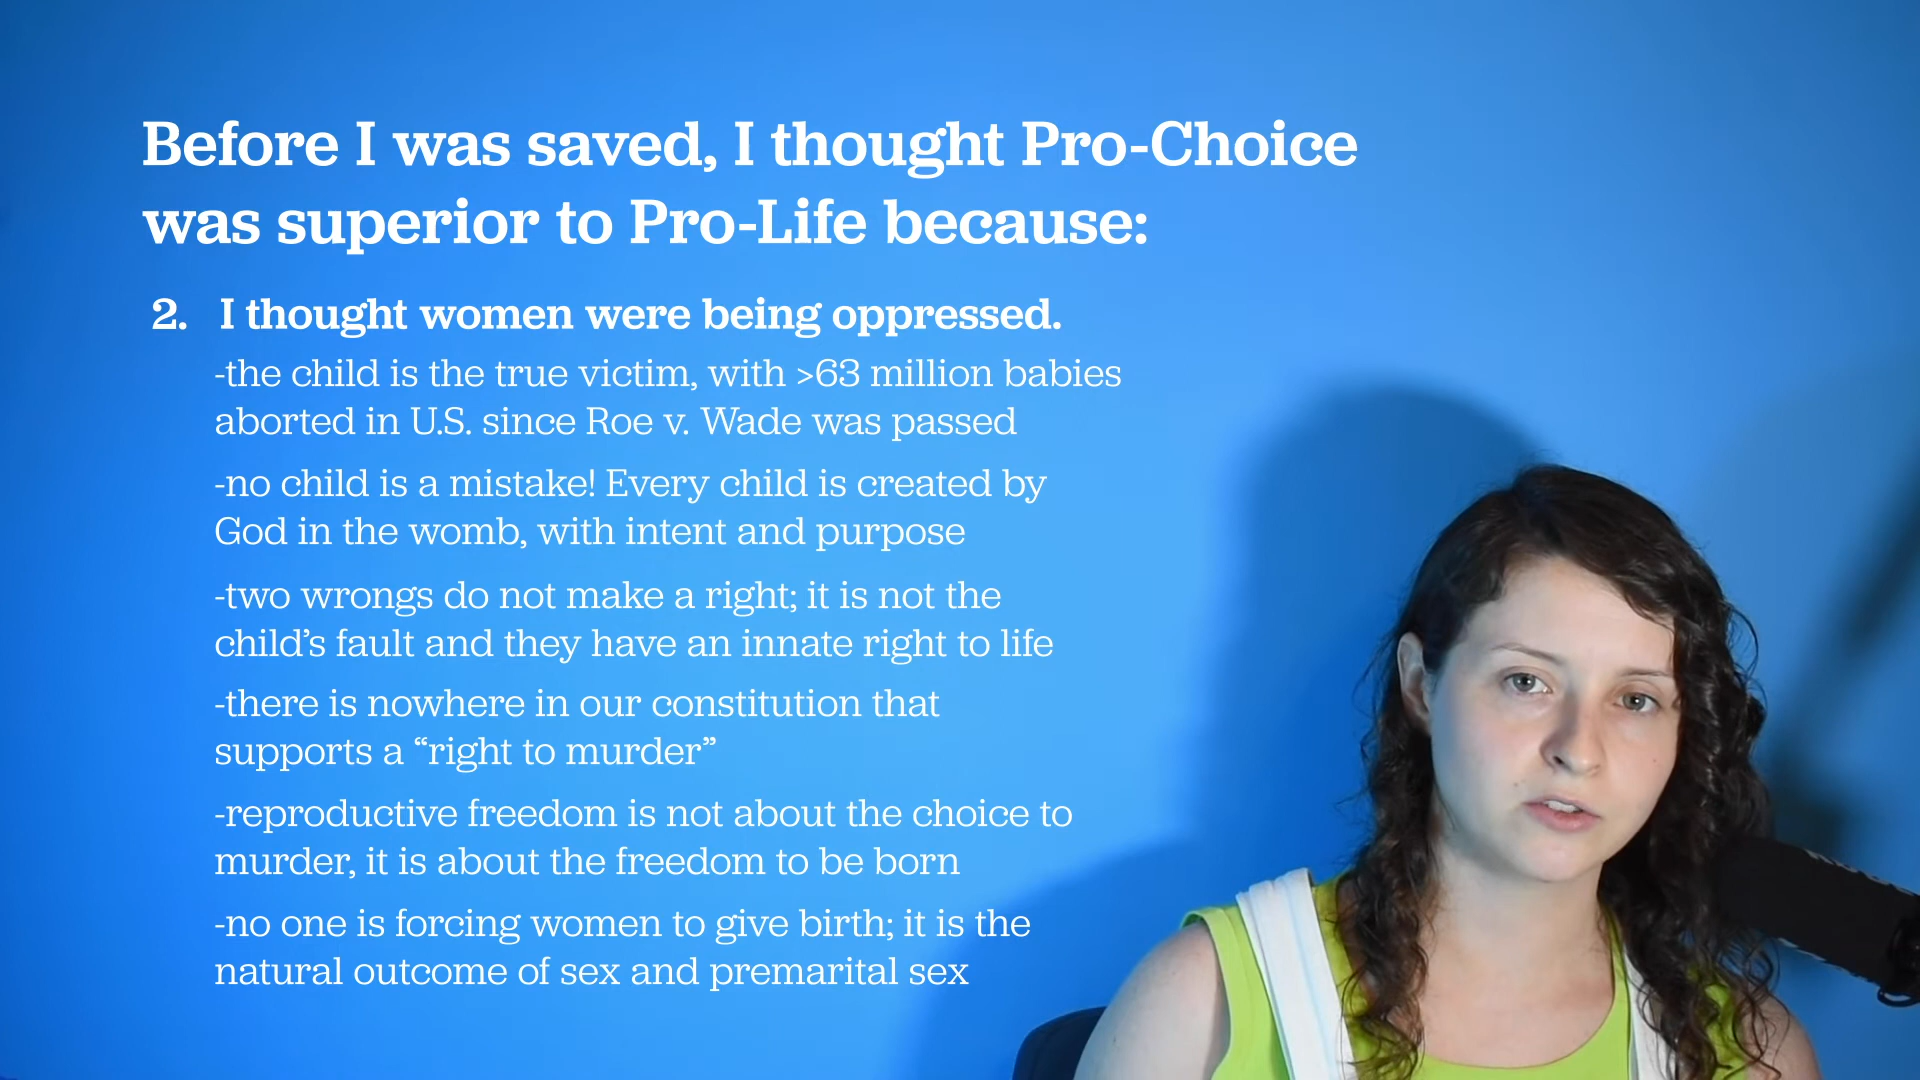 Before I was saved, I thought Pro-Choice
was superior to Pro-Life because:
2. I thought women were being oppressed.
-the child is the true victim, with >63 million babies
aborted in U.S. since Roe v. Wade was passed
-no child is a mistake! Every child is created by
God in the womb, with intent and purpose
-two wrongs do not make a right; it is not the
child’s fault and they have an innate right to life
-there is nowhere in our constitution that
supports a “right to murder”
-reproductive freedom is not about the choice to
murder, it is about the freedom to be born
-no one is forcing women to give birth; it is the
natural outcome of sex and premarital sex